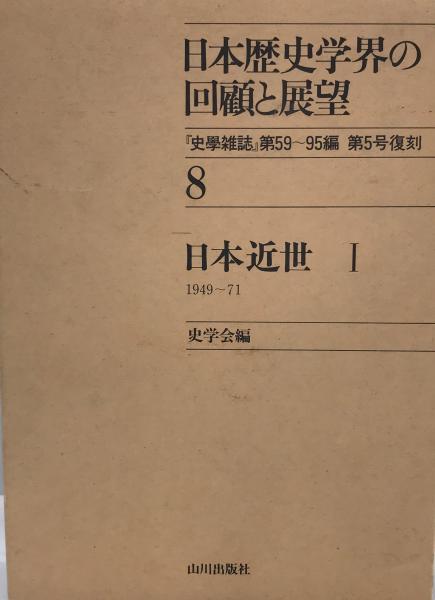 日本歴史学界の
回顧と展望
『史學雑誌』第59～95編 第5号復刻
8
日本近世 I
1949～71
史学会編
山川出版社